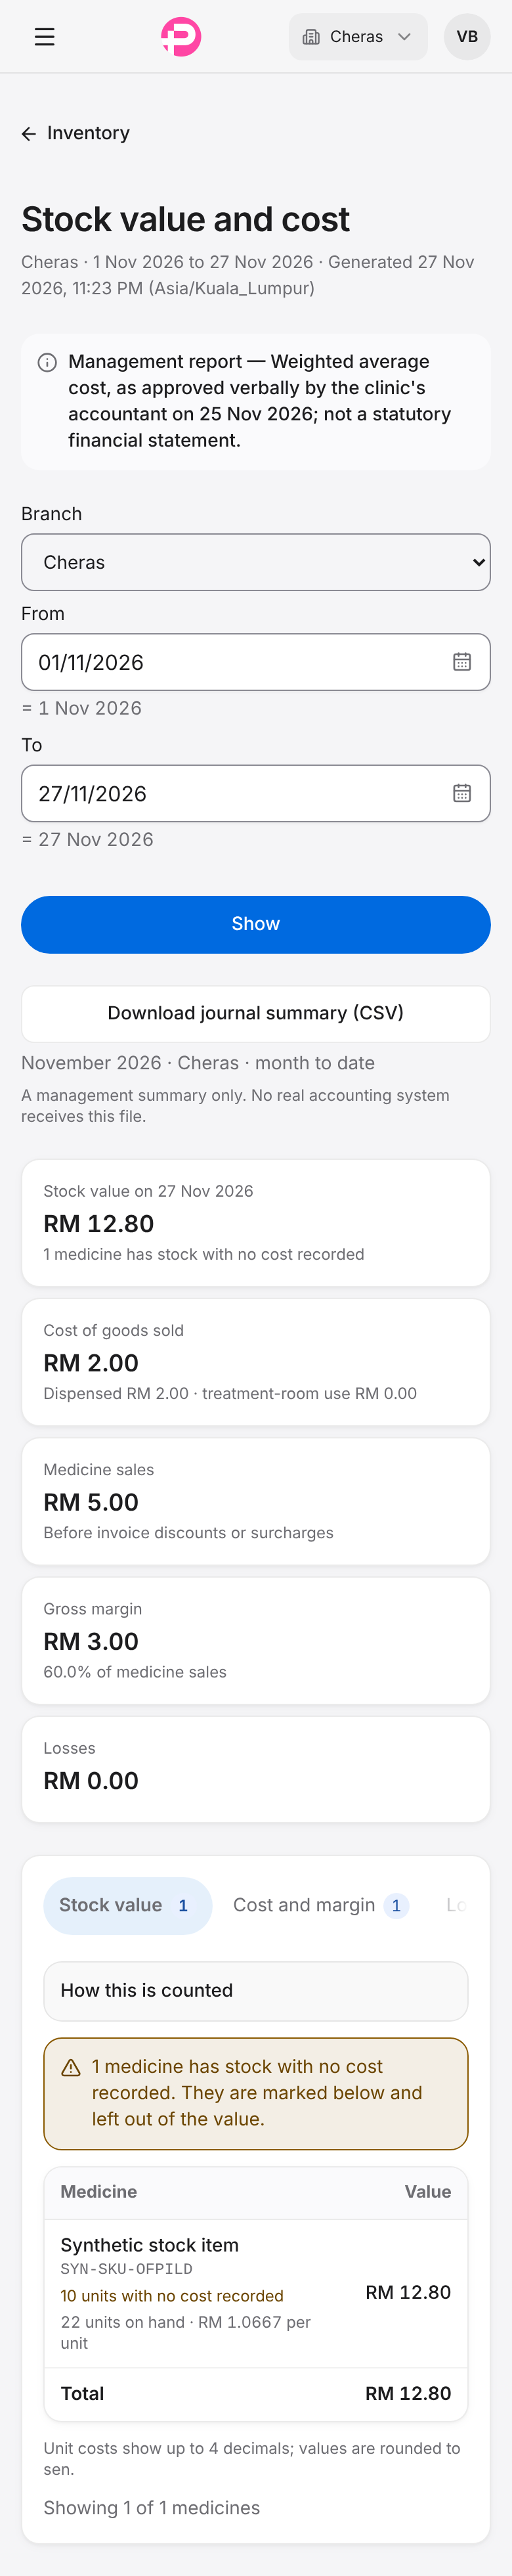 Cheras
VB
Inventory
Stock value and cost
Cheras · 1 Nov 2026 to 27 Nov 2026 · Generated 27 Nov
2026, 11:23 PM (Asia/Kuala_Lumpur)
Management report — Weighted average
cost, as approved verbally by the clinic's
accountant on 25 Nov 2026; not a statutory
financial statement.
Branch
Cheras
From
01/11/2026
= 1 Nov 2026
To
27/11/2026
= 27 Nov 2026
Show
Download journal summary (CSV)
November 2026 · Cheras · month to date
A management summary only. No real accounting system
receives this file.
Stock value on 27 Nov 2026
RM 12.80
1 medicine has stock with no cost recorded
Cost of goods sold
RM 2.00
Dispensed RM 2.00 · treatment-room use RM 0.00
Medicine sales
RM 5.00
Before invoice discounts or surcharges
Gross margin
RM 3.00
60.0% of medicine sales
Losses
RM 0.00
Stock value 1 Cost and margin 1 Lo
How this is counted
1 medicine has stock with no cost
recorded. They are marked below and
left out of the value.
Medicine Value
Synthetic stock item
SYN-SKU-OFPILD
10 units with no cost recorded
RM 12.80
22 units on hand · RM 1.0667 per
unit
Total RM 12.80
Unit costs show up to 4 decimals; values are rounded to
sen.
Showing 1 of 1 medicines